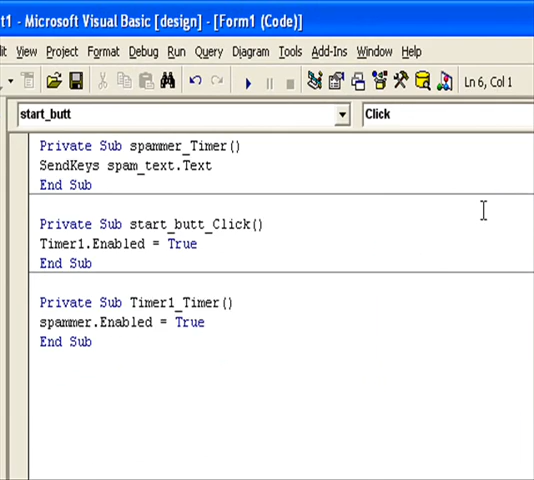 t1 - Microsoft Visual Basic [design] - [Form1 (Code)]
it View Project Format Debug Run Query Diagram Tools Add-Ins Window Help
Ln 6, Col 1
start_butt Click
Private Sub spammer_Timer()
SendKeys spam_text.Text
End Sub
Private Sub start_butt_Click()
Timer1.Enabled = True
End Sub
Private Sub Timer1_Timer()
spammer.Enabled = True
End Sub